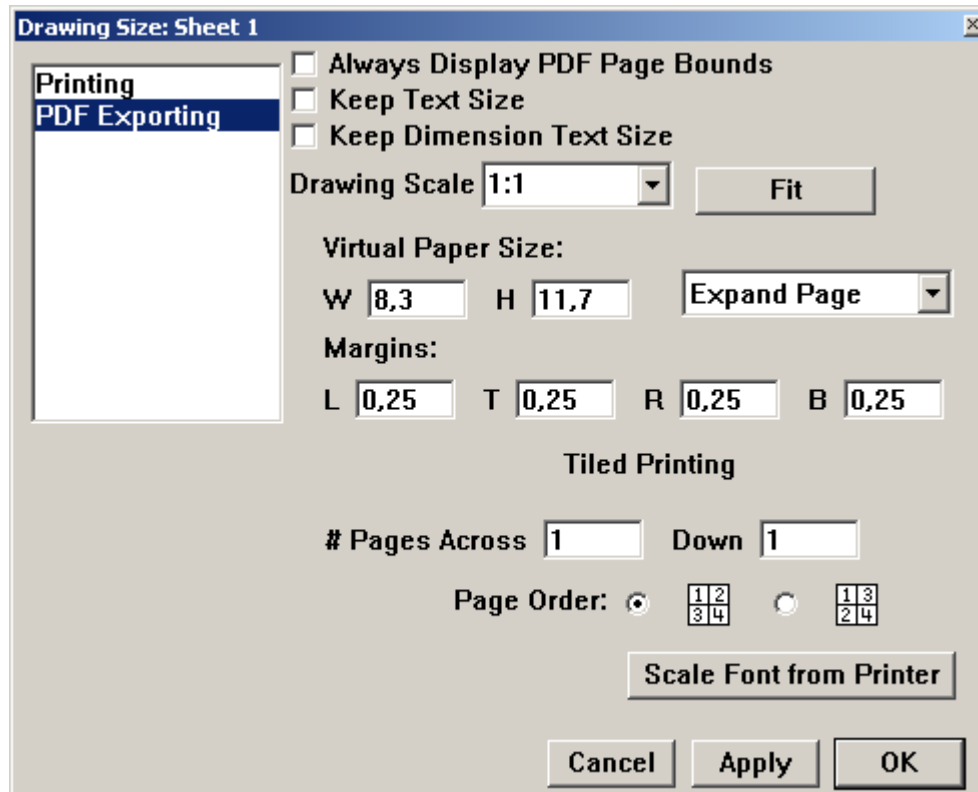 Drawing Size: Sheet 1
Printing
PDF Exporting
Always Display PDF Page Bounds
Keep Text Size
Keep Dimension Text Size
Drawing Scale 1:1 Fit
Virtual Paper Size:
W 8,3 H 11,7 Expand Page
Margins:
L 0,25 T 0,25 R 0,25 B 0,25
Tiled Printing
# Pages Across 1 Down 1
Page Order: 1 2 1 3
3 4 2 4
Scale Font from Printer
Cancel Apply OK